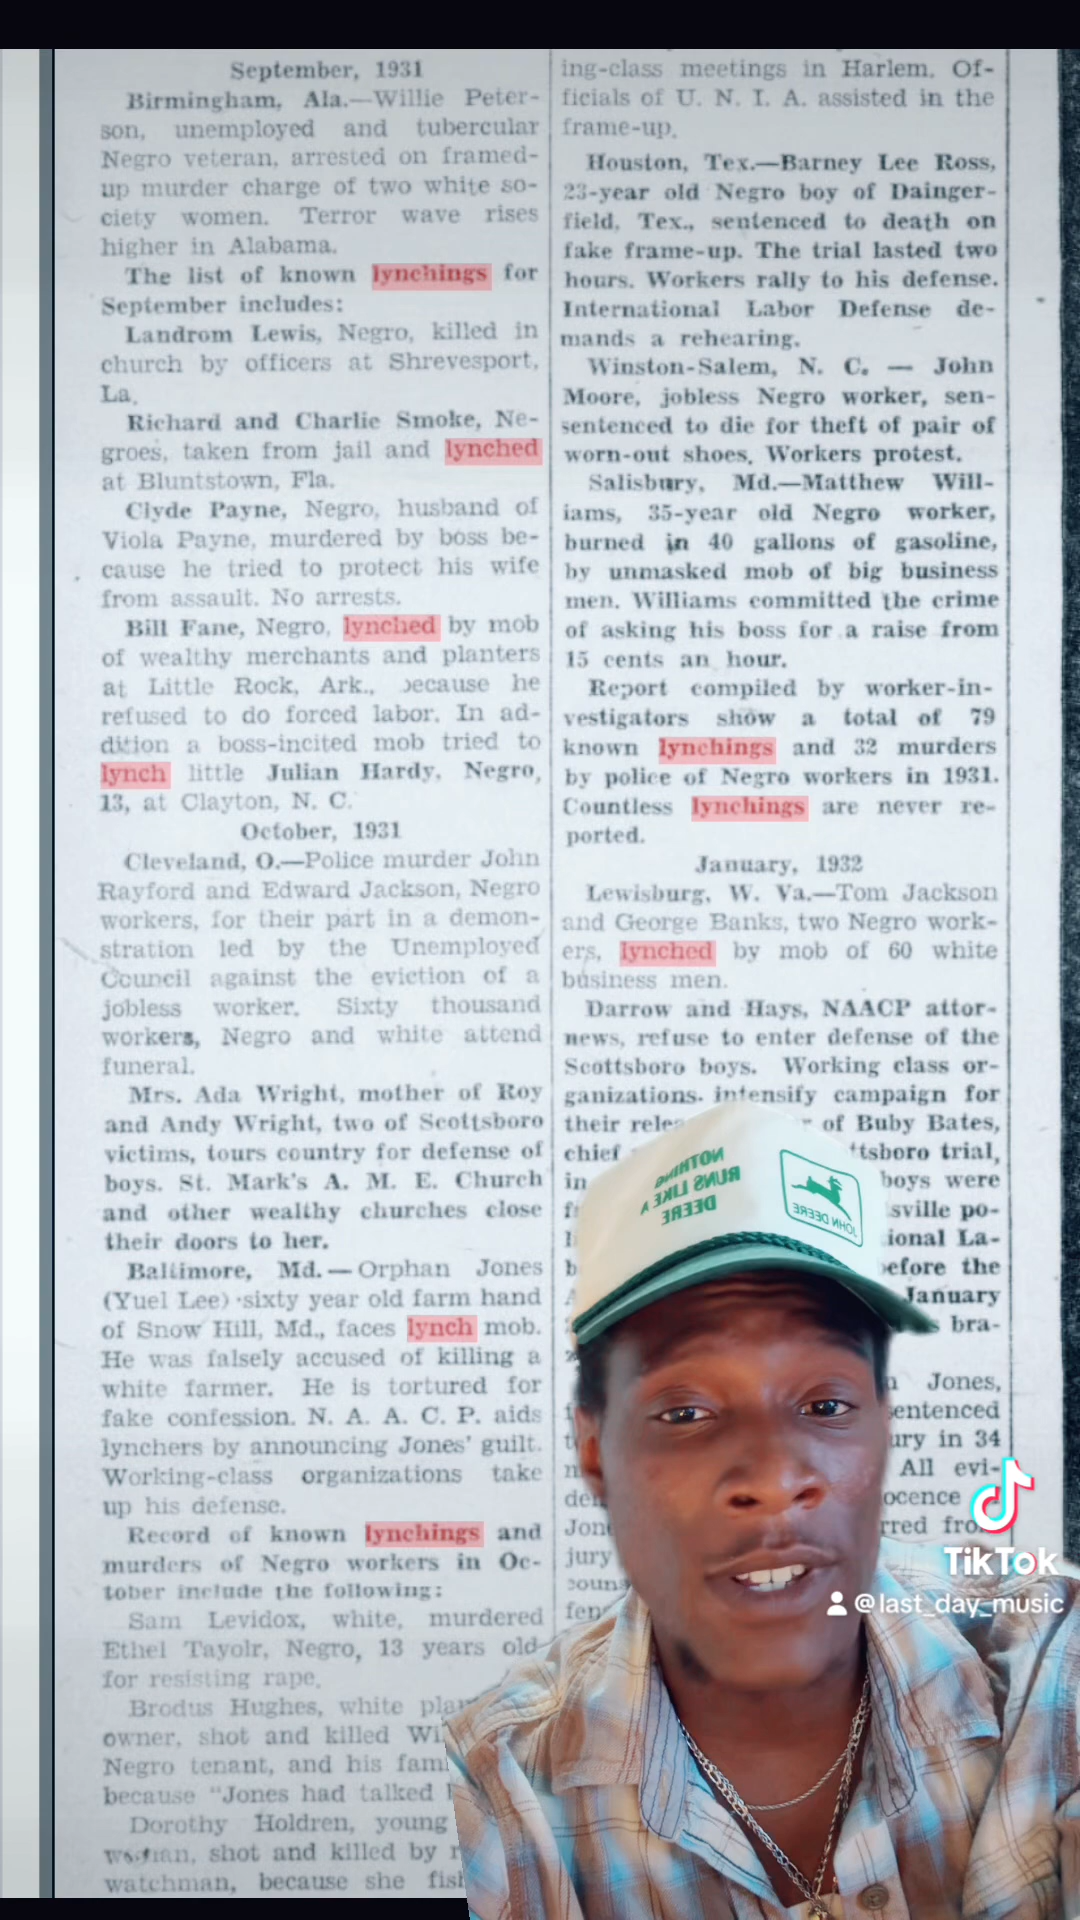 September, 1931
Birmingham, Ala.—Willie Peter-
son, unemployed and tubercular
Negro veteran, arrested on framed-
up murder charge of two white so-
ciety women. Terror wave rises
higher in Alabama.
The list of known lynchings for
September includes:
Landrom Lewis, Negro, killed in
church by officers at Shrevesport,
La.
Richard and Charlie Smoke, Ne-
groes, taken from jail and lynched
at Bluntstown, Fla.
Clyde Payne, Negro, husband of
Viola Payne, murdered by boss be-
cause he tried to protect his wife
from assault. No arrests.
Bill Fane, Negro, lynched by mob
of wealthy merchants and planters
at Little Rock, Ark., because he
refused to do forced labor. In ad-
dition a boss-incited mob tried to
lynch little Julian Hardy, Negro,
13, at Clayton, N. C.
October, 1931
Cleveland, O.—Police murder John
Rayford and Edward Jackson, Negro
workers, for their part in a demon-
stration led by the Unemployed
Council against the eviction of a
jobless worker. Sixty thousand
workers, Negro and white attend
funeral.
Mrs. Ada Wright, mother of Roy
and Andy Wright, two of Scottsboro
victims, tours country for defense of
boys. St. Mark's A. M. E. Church
and other wealthy churches close
their doors to her.
Baltimore, Md.—Orphan Jones
(Yuel Lee) sixty year old farm hand
of Snow Hill, Md., faces lynch mob.
He was falsely accused of killing a
white farmer. He is tortured for
fake confession. N. A. A. C. P. aids
lynchers by announcing Jones' guilt.
Working-class organizations take
up his defense.
Record of known lynchings and
murders of Negro workers in Oc-
tober include the following:
Sam Levidox, white, murdered
Ethel Tayolr, Negro, 13 years old
for resisting rape.
Brodus Hughes, white
owner, shot and killed
Negro tenant, and his
because "Jones had talked
Dorothy Holdren, young
woman, shot and killed by
watchman, because she
ing-class meetings in Harlem. Of-
ficials of U. N. I. A. assisted in the
frame-up.
Houston, Tex.—Barney Lee Ross,
23-year old Negro boy of Dainger-
field, Tex., sentenced to death on
fake frame-up. The trial lasted two
hours. Workers rally to his defense.
International Labor Defense de-
mands a rehearing.
Winston-Salem, N. C. — John
Moore, jobless Negro worker, sen-
sentenced to die for theft of pair of
worn-out shoes. Workers protest.
Salisbury, Md.—Matthew Will-
iams, 35-year old Negro worker,
burned in 40 gallons of gasoline,
by unmasked mob of big business
men. Williams committed the crime
of asking his boss for a raise from
15 cents an hour.
Report compiled by worker-in-
vestigators show a total of 79
known lynchings and 32 murders
by police of Negro workers in 1931.
Countless lynchings are never re-
ported.
January, 1932
Lewisburg, W. Va.—Tom Jackson
and George Banks, two Negro work-
ers, lynched by mob of 60 white
business men.
Darrow and Hays, NAACP attor-
news, refuse to enter defense of the
Scottsboro boys. Working class or-
ganizations intensify campaign for
their of Buby Bates,
chief trial,
in boys were
po-
La-
before the
January
bra-
Jones,
sentenced
in 34
All evi-
Jon
jury
NOTHING
RUNS LIKE A
DEERE
JOHN DEERE
TikTok
@last_day_music